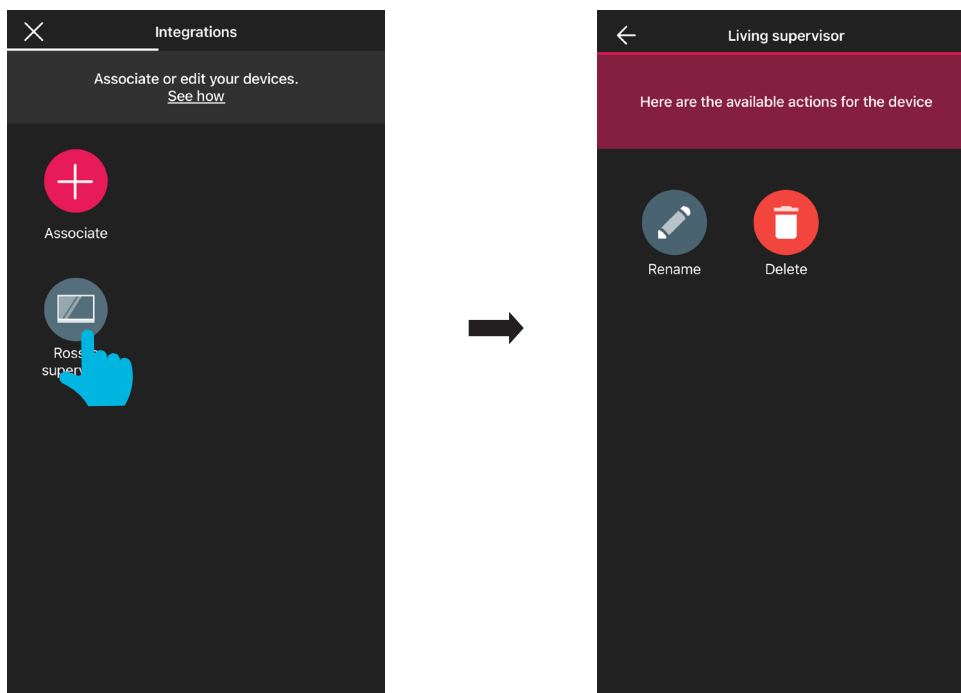 Integrations
Associate or edit your devices.
See how
Associate
Living supervisor
Here are the available actions for the device
Rename
Delete